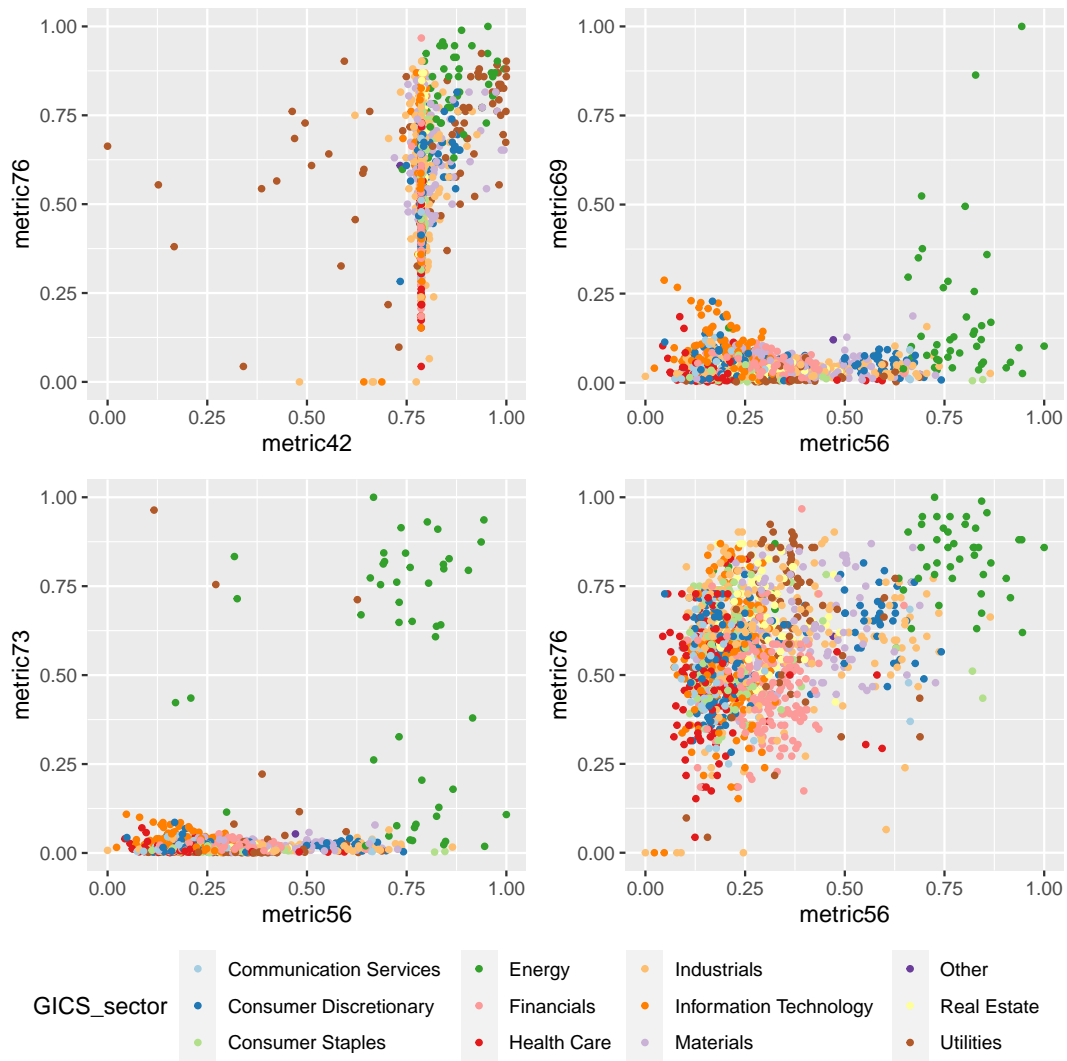 1.00
0.75
0.50
0.25
0.00
metric76
0.00 0.25 0.50 0.75 1.00
metric42
1.00
0.75
0.50
0.25
0.00
metric69
0.00 0.25 0.50 0.75 1.00
metric56
1.00
0.75
0.50
0.25
0.00
metric73
0.00 0.25 0.50 0.75 1.00
metric56
1.00
0.75
0.50
0.25
0.00
metric76
0.00 0.25 0.50 0.75 1.00
metric56
GICS_sector
Communication Services
Consumer Discretionary
Consumer Staples
Energy
Financials
Health Care
Industrials
Information Technology
Materials
Other
Real Estate
Utilities